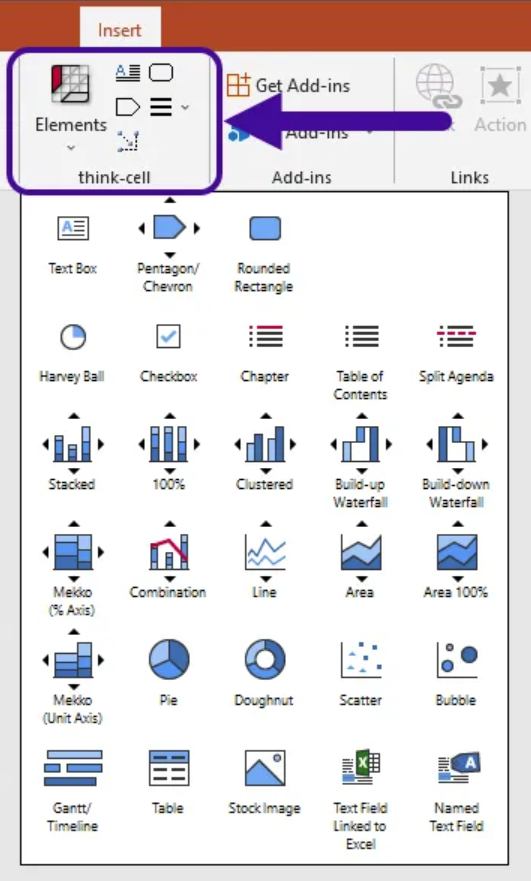 Insert
Elements
Get Add-ins
Add-ins
Action
think-cell
Add-ins
Links
Text Box
Pentagon/
Chevron
Rounded
Rectangle
Harvey Ball
Checkbox
Chapter
Table of
Contents
Split Agenda
Stacked
100%
Clustered
Build-up
Waterfall
Build-down
Waterfall
Mekko
(% Axis)
Combination
Line
Area
Area 100%
Mekko
(Unit Axis)
Pie
Doughnut
Scatter
Bubble
Gantt/
Timeline
Table
Stock Image
Text Field
Linked to
Excel
Named
Text Field